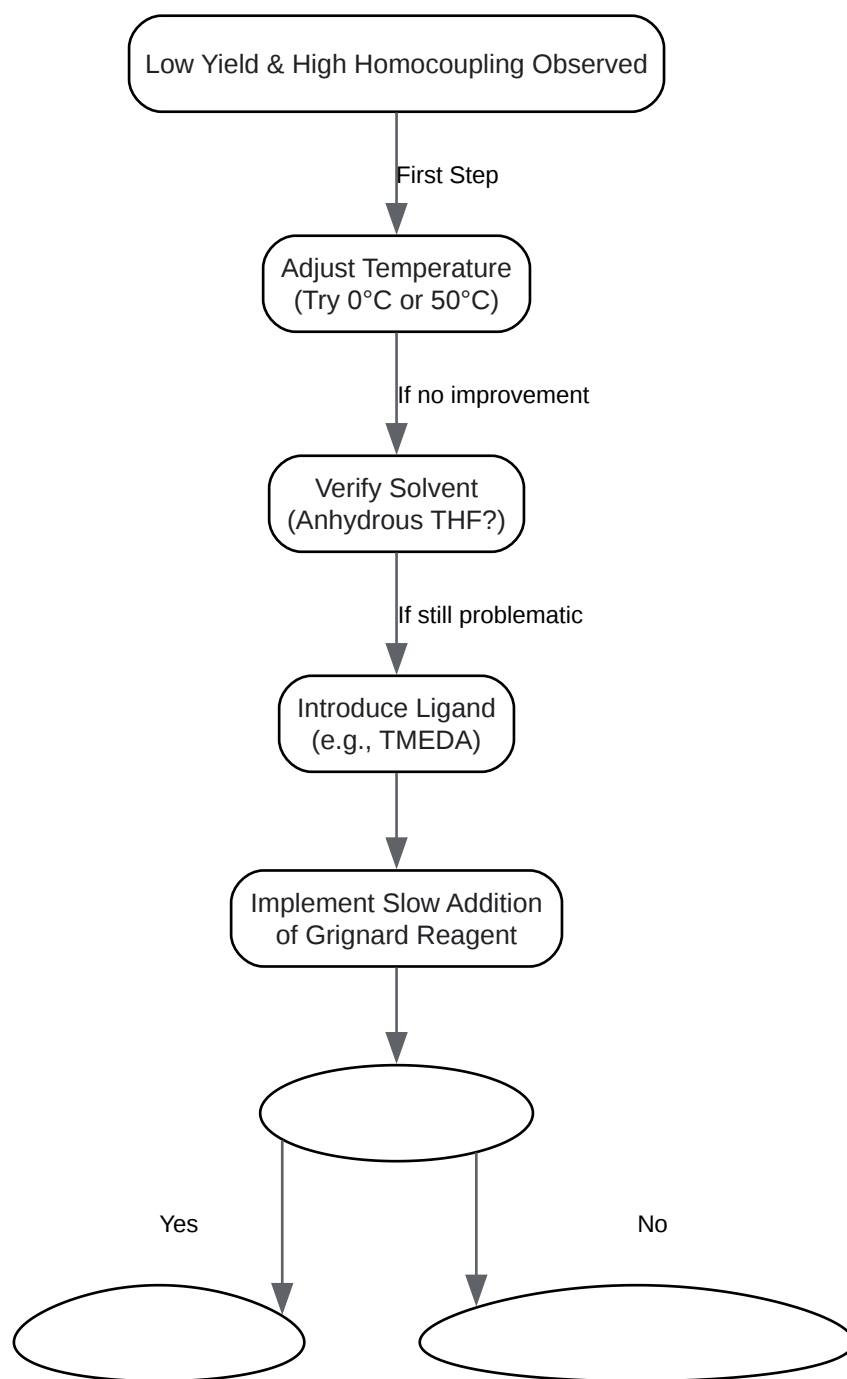 Low Yield & High Homocoupling Observed
First Step
Adjust Temperature
(Try 0°C or 50°C)
If no improvement
Verify Solvent
(Anhydrous THF?)
If still problematic
Introduce Ligand
(e.g., TMEDA)
Implement Slow Addition
of Grignard Reagent
Yes
No